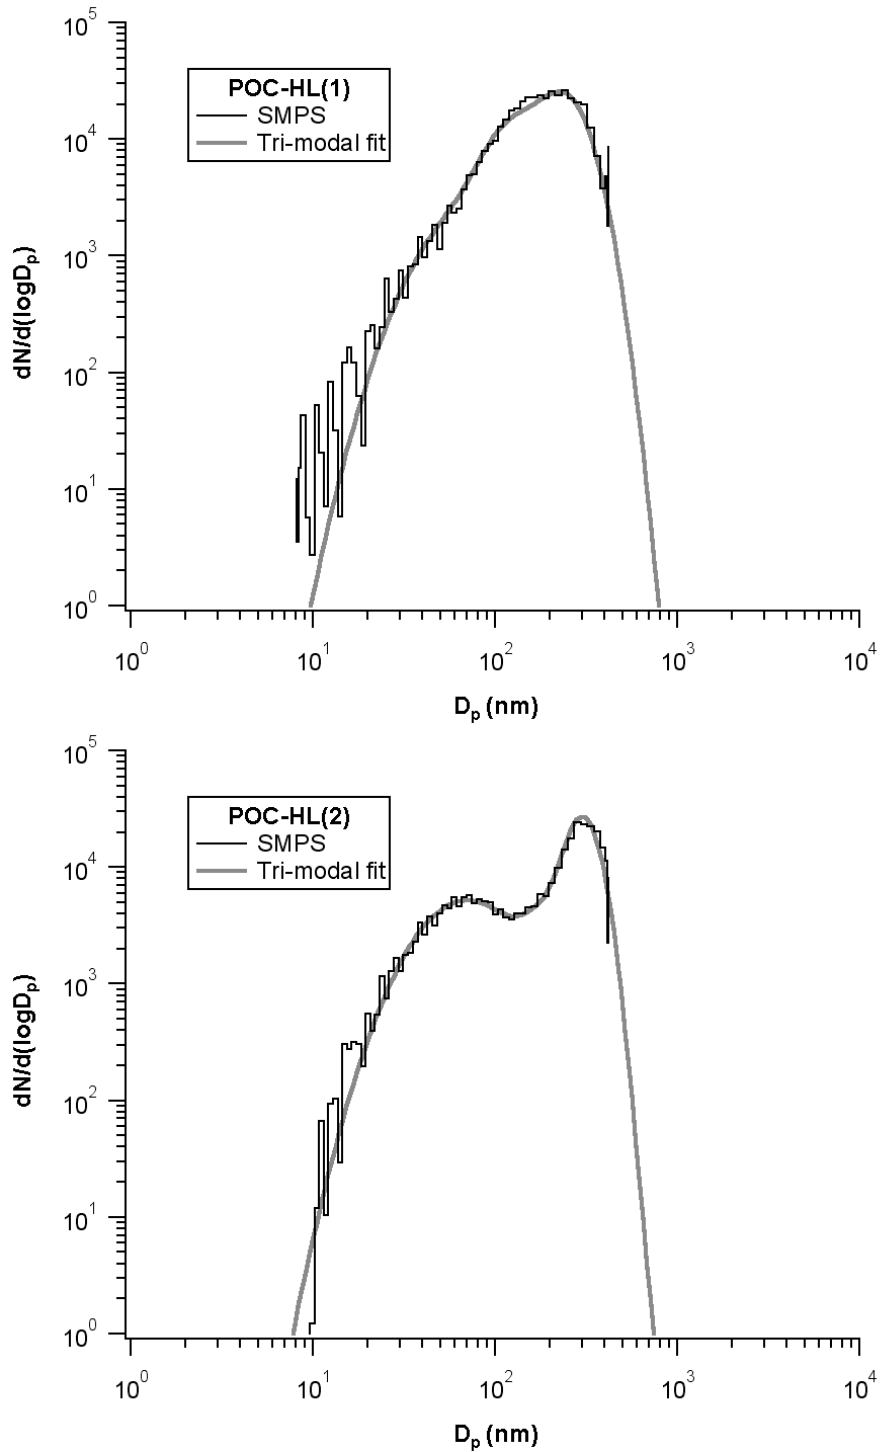 10^5
10^4
10^3
10^2
10^1
10^0
dN/d(logD_p)
POC-HL(1)
SMPS
Tri-modal fit
10^0 10^1 10^2 10^3 10^4
D_p (nm)
10^5
10^4
10^3
10^2
10^1
10^0
dN/d(logD_p)
POC-HL(2)
SMPS
Tri-modal fit
10^0 10^1 10^2 10^3 10^4
D_p (nm)